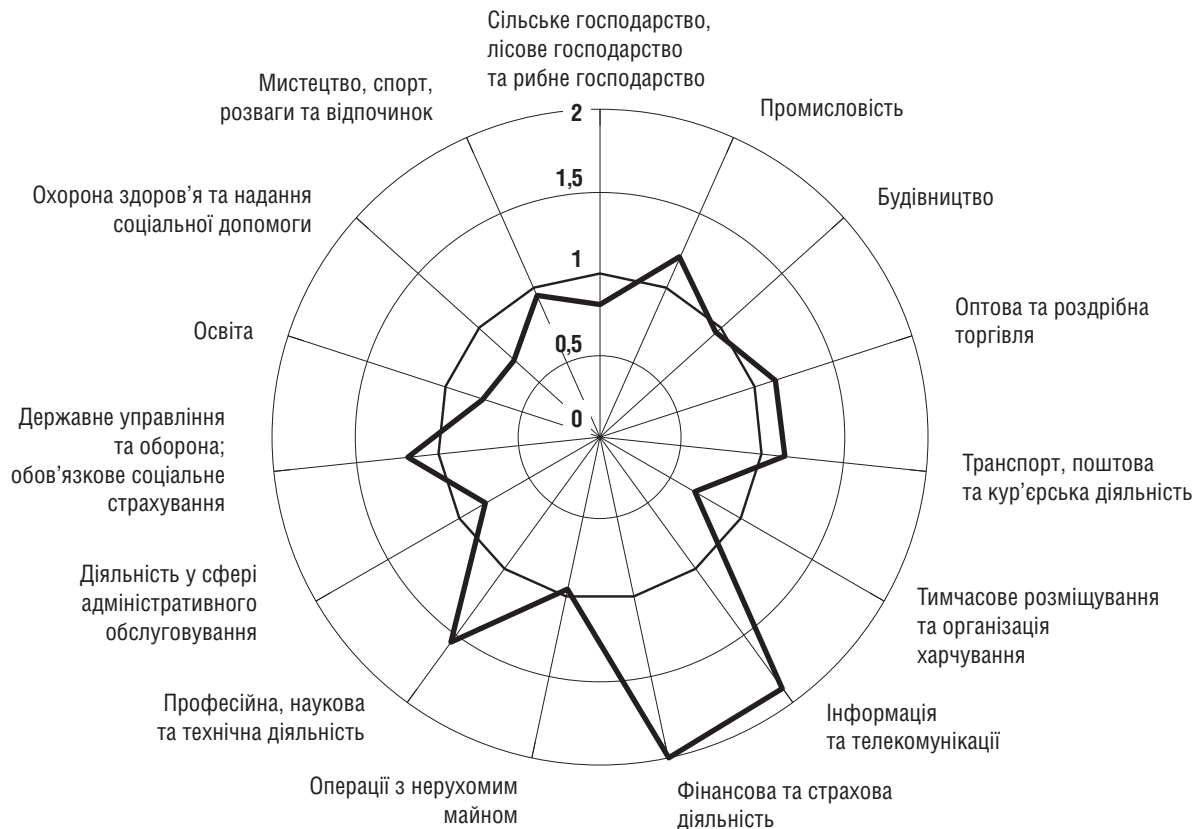 Сільське господарство,
лісове господарство
та рибне господарство
Промисловість
Будівництво
Оптова та роздрібна
торгівля
Транспорт, поштова
та кур’єрська діяльність
Тимчасове розміщування
та організація
харчування
Інформація
та телекомунікації
Фінансова та страхова
діяльність
Операції з нерухомим
майном
Професійна, наукова
та технічна діяльність
Діяльність у сфері
адміністративного
обслуговування
Державне управління
та оборона;
обов’язкове соціальне
страхування
Освіта
Охорона здоров’я та надання
соціальної допомоги
Мистецтво, спорт,
розваги та відпочинок
2
1,5
1
0,5
0